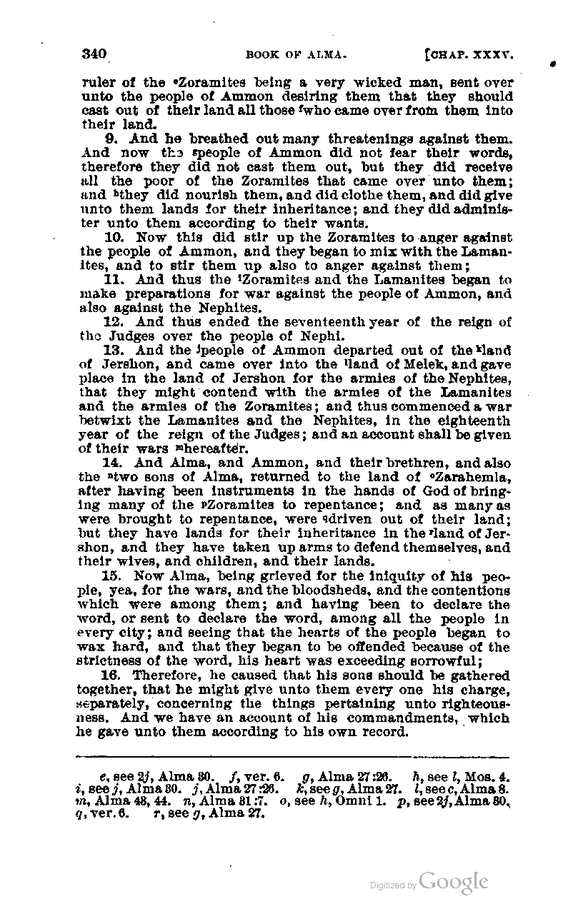 340 BOOK OF ALMA. [CHAP. XXXV.
ruler of the eZoramites being a very wicked man, sent over
unto the people of Ammon desiring them that they should
cast out of their land all those fwho came over from them into
their land.
9. And he breathed out many threatenings against them.
And now the gpeople of Ammon did not fear their words,
therefore they did not cast them out, but they did receive
all the poor of the Zoramites that came over unto them;
and hthey did nourish them, and did clothe them, and did give
unto them lands for their inheritance; and they did adminis-
ter unto them according to their wants.
10. Now this did stir up the Zoramites to anger against
the people of Ammon, and they began to mix with the Laman-
ites, and to stir them up also to anger against them;
11. And thus the iZoramites and the Lamanites began to
make preparations for war against the people of Ammon, and
also against the Nephites.
12. And thus ended the seventeenth year of the reign of
the Judges over the people of Nephi.
13. And the jpeople of Ammon departed out of the kland
of Jershon, and came over into the lland of Melek, and gave
place in the land of Jershon for the armies of the Nephites,
that they might contend with the armies of the Lamanites
and the armies of the Zoramites; and thus commenced a war
betwixt the Lamanites and the Nephites, in the eighteenth
year of the reign of the Judges; and an account shall be given
of their wars mhereafter.
14. And Alma, and Ammon, and their brethren, and also
the ntwo sons of Alma, returned to the land of oZarahemla,
after having been instruments in the hands of God of bring-
ing many of the pZoramites to repentance; and as many as
were brought to repentance, were qdriven out of their land;
but they have lands for their inheritance in the rland of Jer-
shon, and they have taken up arms to defend themselves, and
their wives, and children, and their lands.
15. Now Alma, being grieved for the iniquity of his peo-
ple, yea, for the wars, and the bloodsheds, and the contentions
which were among them; and having been to declare the
word, or sent to declare the word, among all the people in
every city; and seeing that the hearts of the people began to
wax hard, and that they began to be offended because of the
strictness of the word, his heart was exceeding sorrowful;
16. Therefore, he caused that his sons should be gathered
together, that he might give unto them every one his charge,
separately, concerning the things pertaining unto righteous-
ness. And we have an account of his commandments, which
he gave unto them according to his own record.
e, see 2j, Alma 30. f, ver. 6. g, Alma 27:26. h, see l, Mos. 4.
i, see j, Alma 30. j, Alma 27:26. k, see g, Alma 27. l, see c, Alma 8.
m, Alma 43, 44. n, Alma 31:7. o, see h, Omni 1. p, see 2j, Alma 30.
q, ver. 6. r, see g, Alma 27.
Digitized by Google